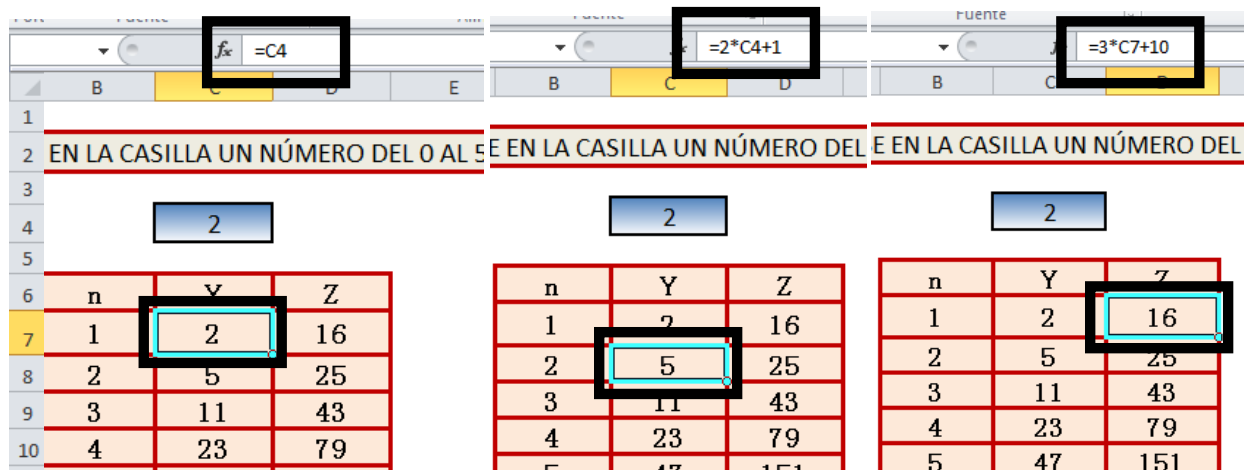 Fuente
=C4
B D E
1
2 EN LA CASILLA UN NÚMERO DEL 0 AL 5
3
4 2
5
6 n Y Z
7 1 2 16
8 2 5 25
9 3 11 43
10 4 23 79
=2*C4+1
B C D
E EN LA CASILLA UN NÚMERO DEL
2
n Y Z
1 2 16
2 5 25
3 11 43
4 23 79
5 47 151
Fuente
=3*C7+10
B C
E EN LA CASILLA UN NÚMERO DEL
2
n Y Z
1 2 16
2 5 25
3 11 43
4 23 79
5 47 151